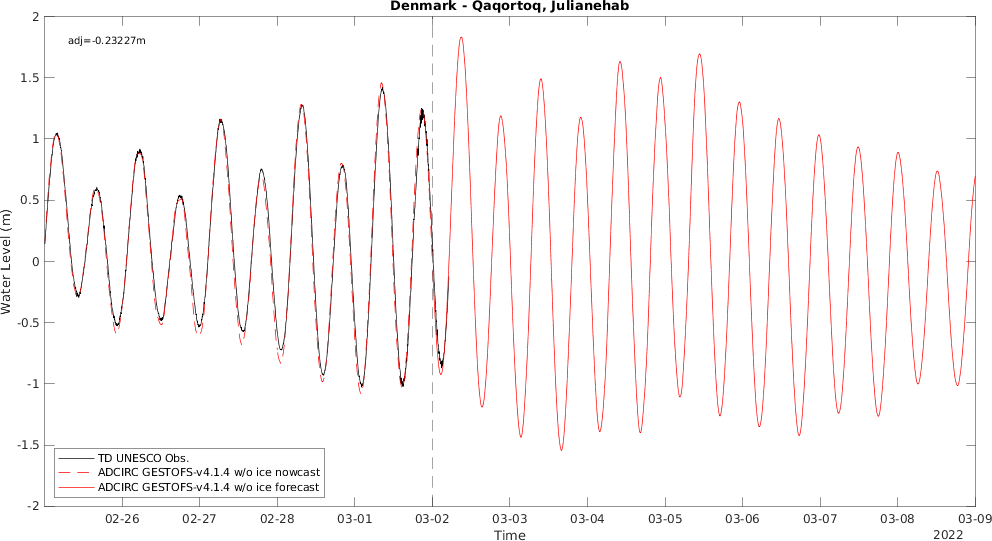 Denmark - Qaqortoq, Julianehab
adj=-0.23227m
2
1.5
1
0.5
0
-0.5
-1
-1.5
-2
Water Level (m)
TD UNESCO Obs.
ADCIRC GESTOFS-v4.1.4 w/o ice nowcast
ADCIRC GESTOFS-v4.1.4 w/o ice forecast
02-26 02-27 02-28 03-01 03-02 03-03 03-04 03-05 03-06 03-07 03-08 03-09
Time
2022